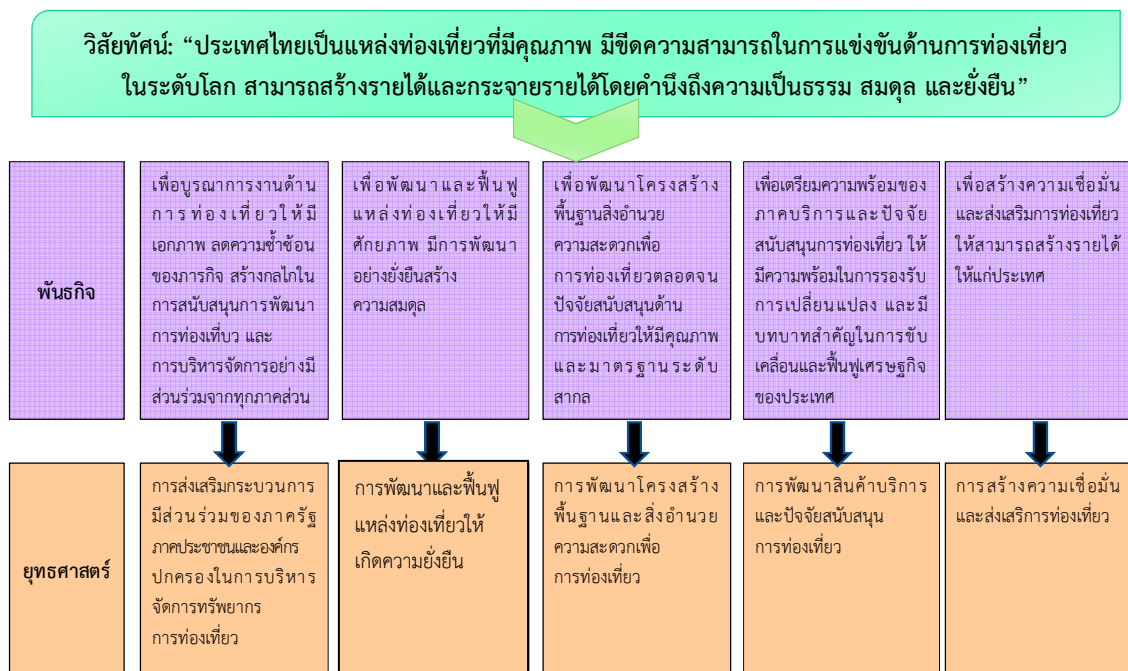 วิสัยทัศน์: “ประเทศไทยเป็นแหล่งท่องเที่ยวที่มีคุณภาพ มีขีดความสามารถในการแข่งขันด้านการท่องเที่ยว
ในระดับโลก สามารถสร้างรายได้และกระจายรายได้โดยคำนึงถึงความเป็นธรรม สมดุล และยั่งยืน”
พันธกิจ
เพื่อบูรณาการงานด้าน
การท่องเที่ยวให้มี
เอกภาพ ลดความซ้ำซ้อน
ของภารกิจ สร้างกลไกใน
การสนับสนุนการพัฒนา
การท่องเที่บว และ
การบริหารจัดการอย่างมี
ส่วนร่วมจากทุกภาคส่วน
เพื่อพัฒนาและฟื้นฟู
แหล่งท่องเที่ยวให้มี
ศักยภาพ มีการพัฒนา
อย่างยั่งยืนสร้าง
ความสมดุล
เพื่อพัฒนาโครงสร้าง
พื้นฐานสิ่งอำนวย
ความสะดวกเพื่อ
การท่องเที่ยวตลอดจน
ปัจจัยสนับสนุนด้าน
การท่องเที่ยวให้มีคุณภาพ
และมาตรฐานระดับ
สากล
เพื่อเตรียมความพร้อมของ
ภาคบริการและปัจจัย
สนับสนุนการท่องเที่ยว ให้
มีความพร้อมในการรองรับ
การเปลี่ยนแปลง และมี
บทบาทสำคัญในการขับ
เคลื่อนและฟื้นฟูเศรษฐกิจ
ของประเทศ
เพื่อสร้างความเชื่อมั่น
และส่งเสริมการท่องเที่ยว
ให้สามารถสร้างรายได้
ให้แก่ประเทศ
ยุทธศาสตร์
การส่งเสริมกระบวนการ
มีส่วนร่วมของภาครัฐ
ภาคประชาชนและองค์กร
ปกครองในการบริหาร
จัดการทรัพยากร
การท่องเที่ยว
การพัฒนาและฟื้นฟู
แหล่งท่องเที่ยวให้
เกิดความยั่งยืน
การพัฒนาโครงสร้าง
พื้นฐานและสิ่งอำนวย
ความสะดวกเพื่อ
การท่องเที่ยว
การพัฒนาสินค้าบริการ
และปัจจัยสนับสนุน
การท่องเที่ยว
การสร้างความเชื่อมั่น
และส่งเสริการท่องเที่ยว